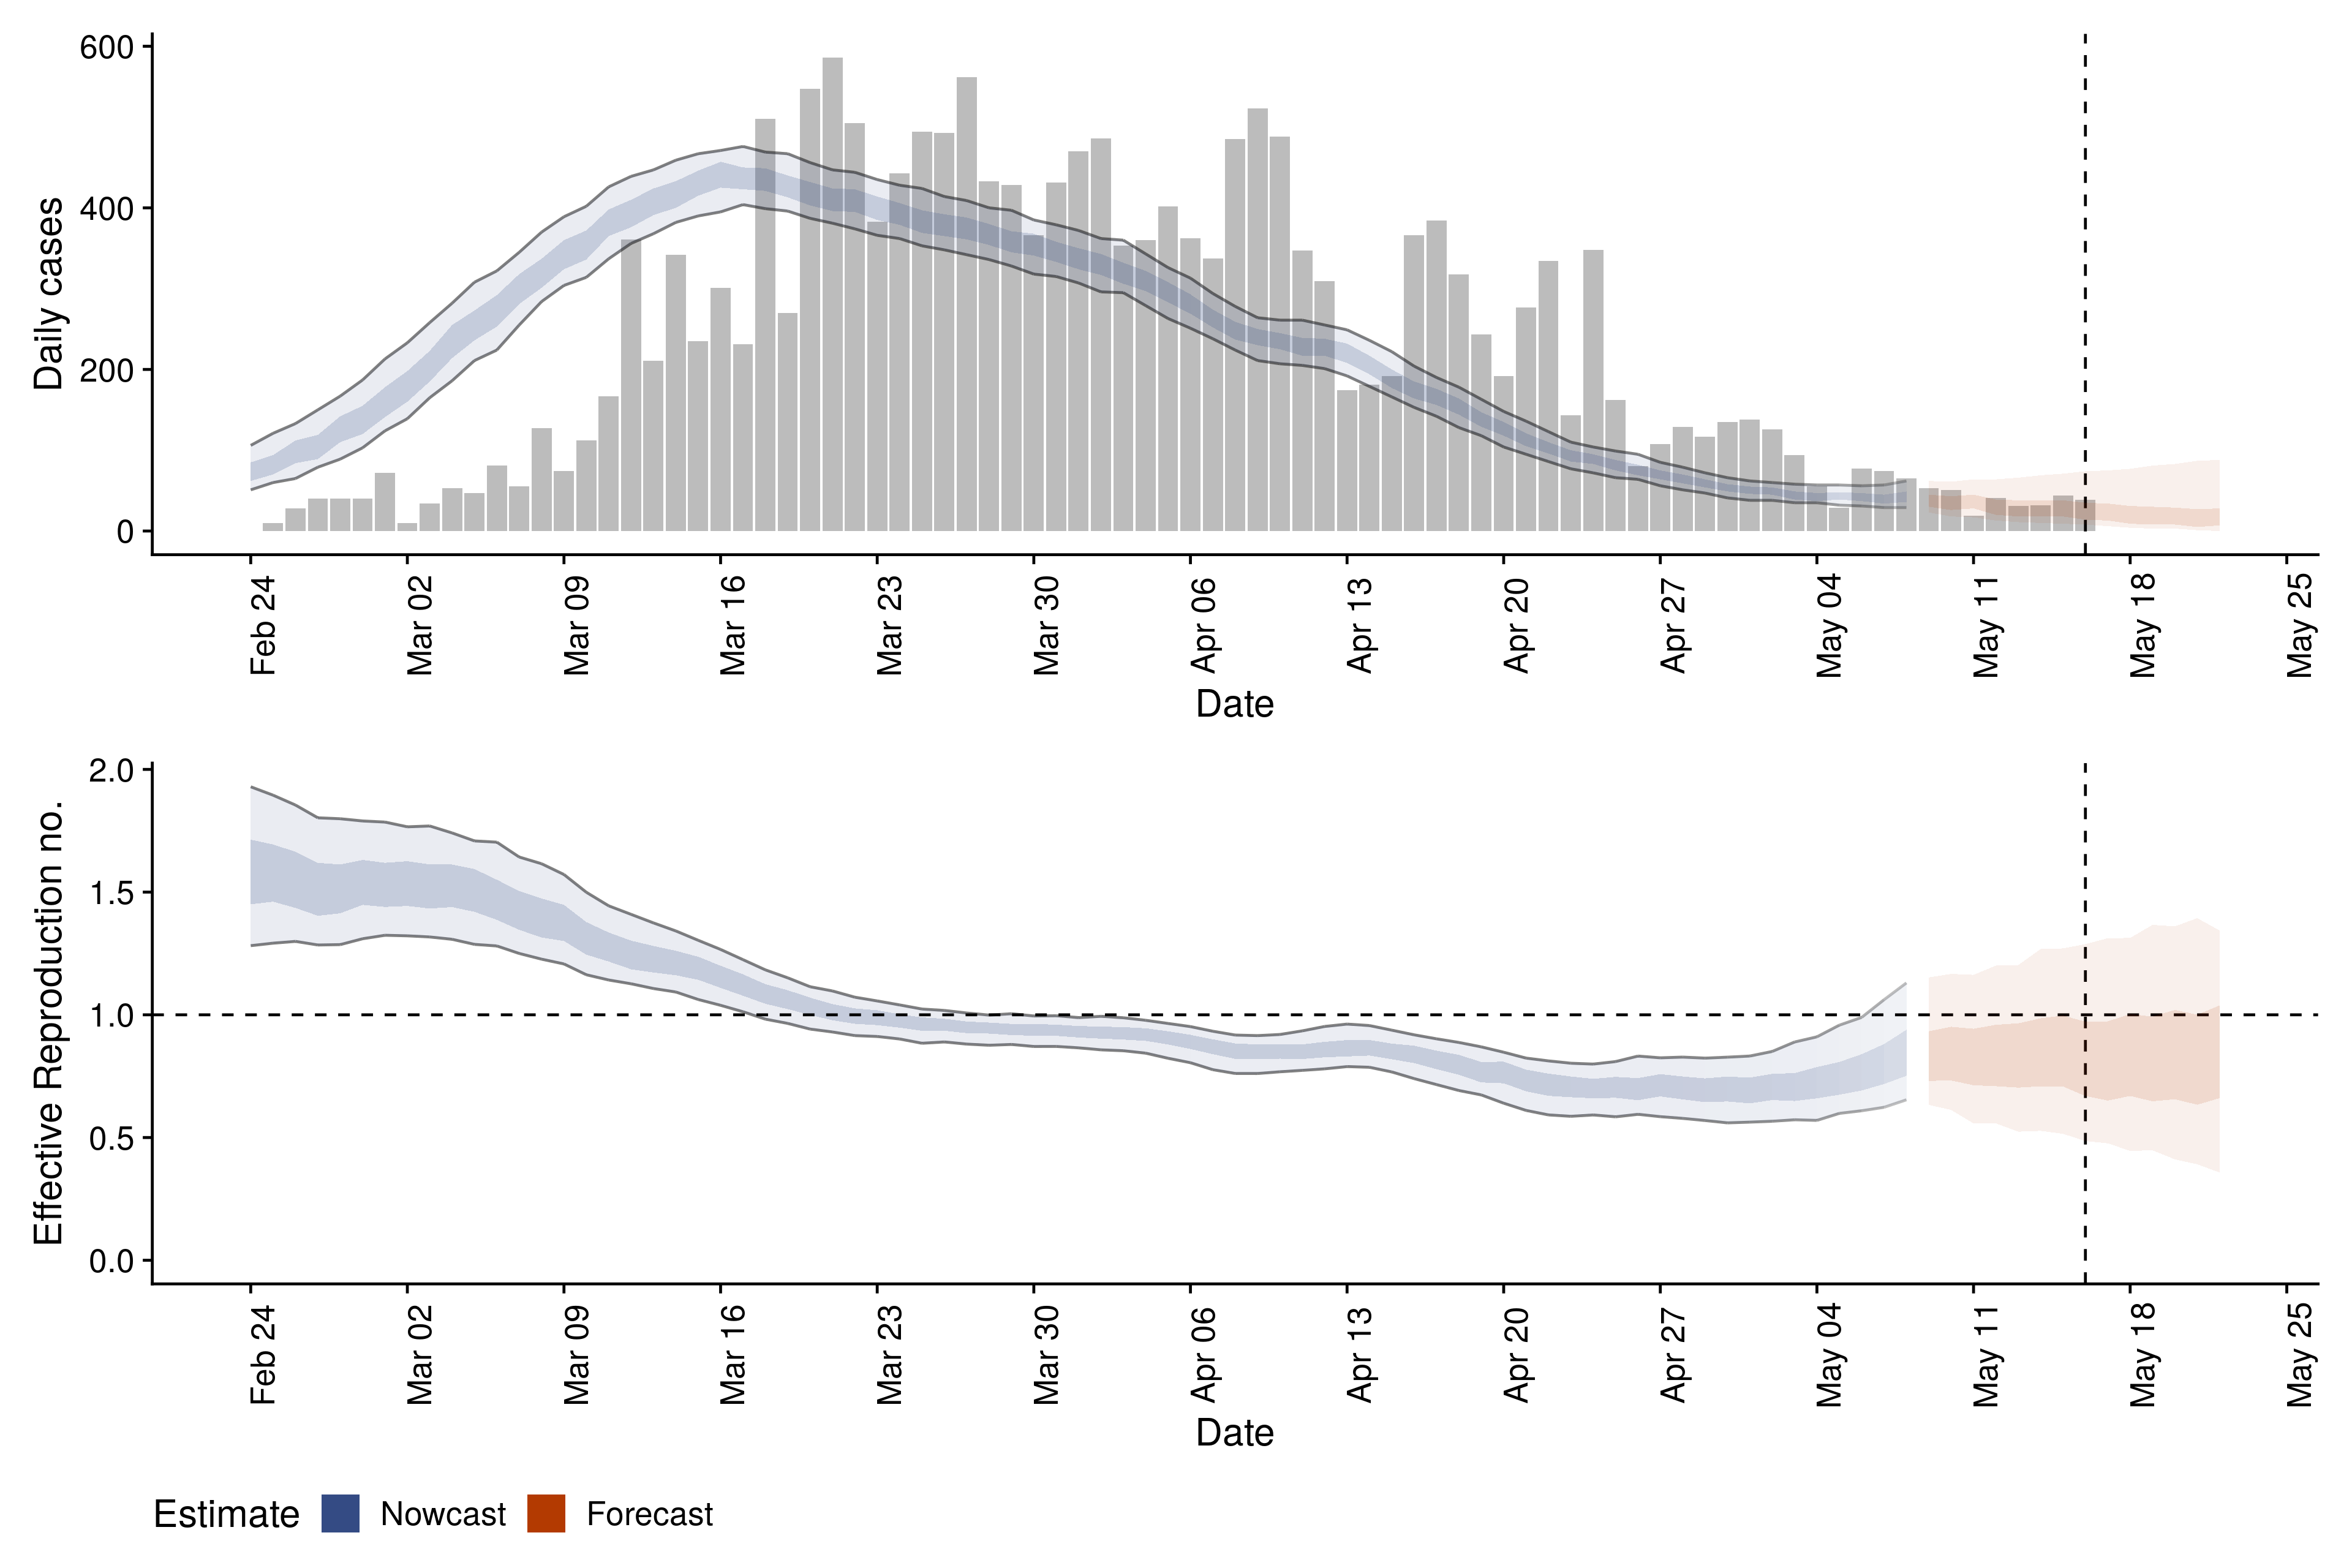 Daily cases
600
400
200
0
Feb 24
Mar 02
Mar 09
Mar 16
Mar 23
Mar 30
Apr 06
Apr 13
Apr 20
Apr 27
May 04
May 11
May 18
May 25
Date
Effective Reproduction no.
2.0
1.5
1.0
0.5
0.0
Feb 24
Mar 02
Mar 09
Mar 16
Mar 23
Mar 30
Apr 06
Apr 13
Apr 20
Apr 27
May 04
May 11
May 18
May 25
Date
Estimate Nowcast Forecast